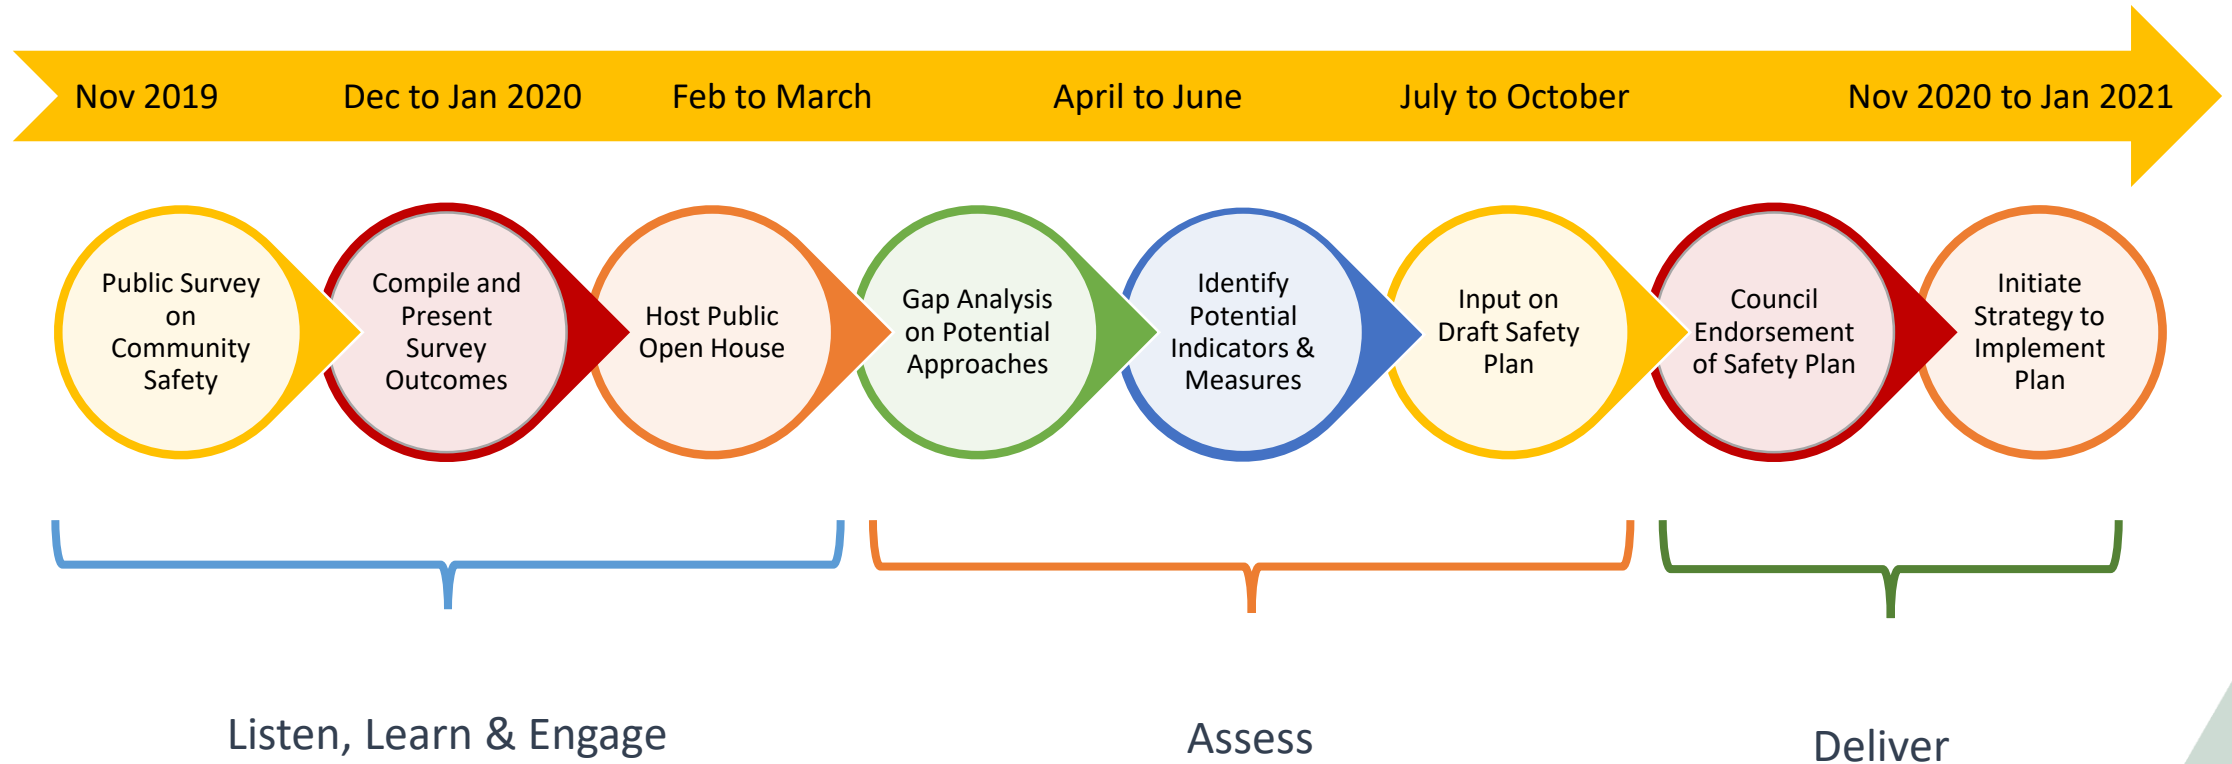 Nov 2019
Dec to Jan 2020
Feb to March
April to June
July to October
Nov 2020 to Jan 2021
Public Survey
on
Community
Safety
Compile and
Present
Survey
Outcomes
Host Public
Open House
Gap Analysis
on Potential
Approaches
Identify
Potential
Indicators &
Measures
Input on
Draft Safety
Plan
Council
Endorsement
of Safety Plan
Initiate
Strategy to
Implement
Plan
Listen, Learn & Engage
Assess
Deliver